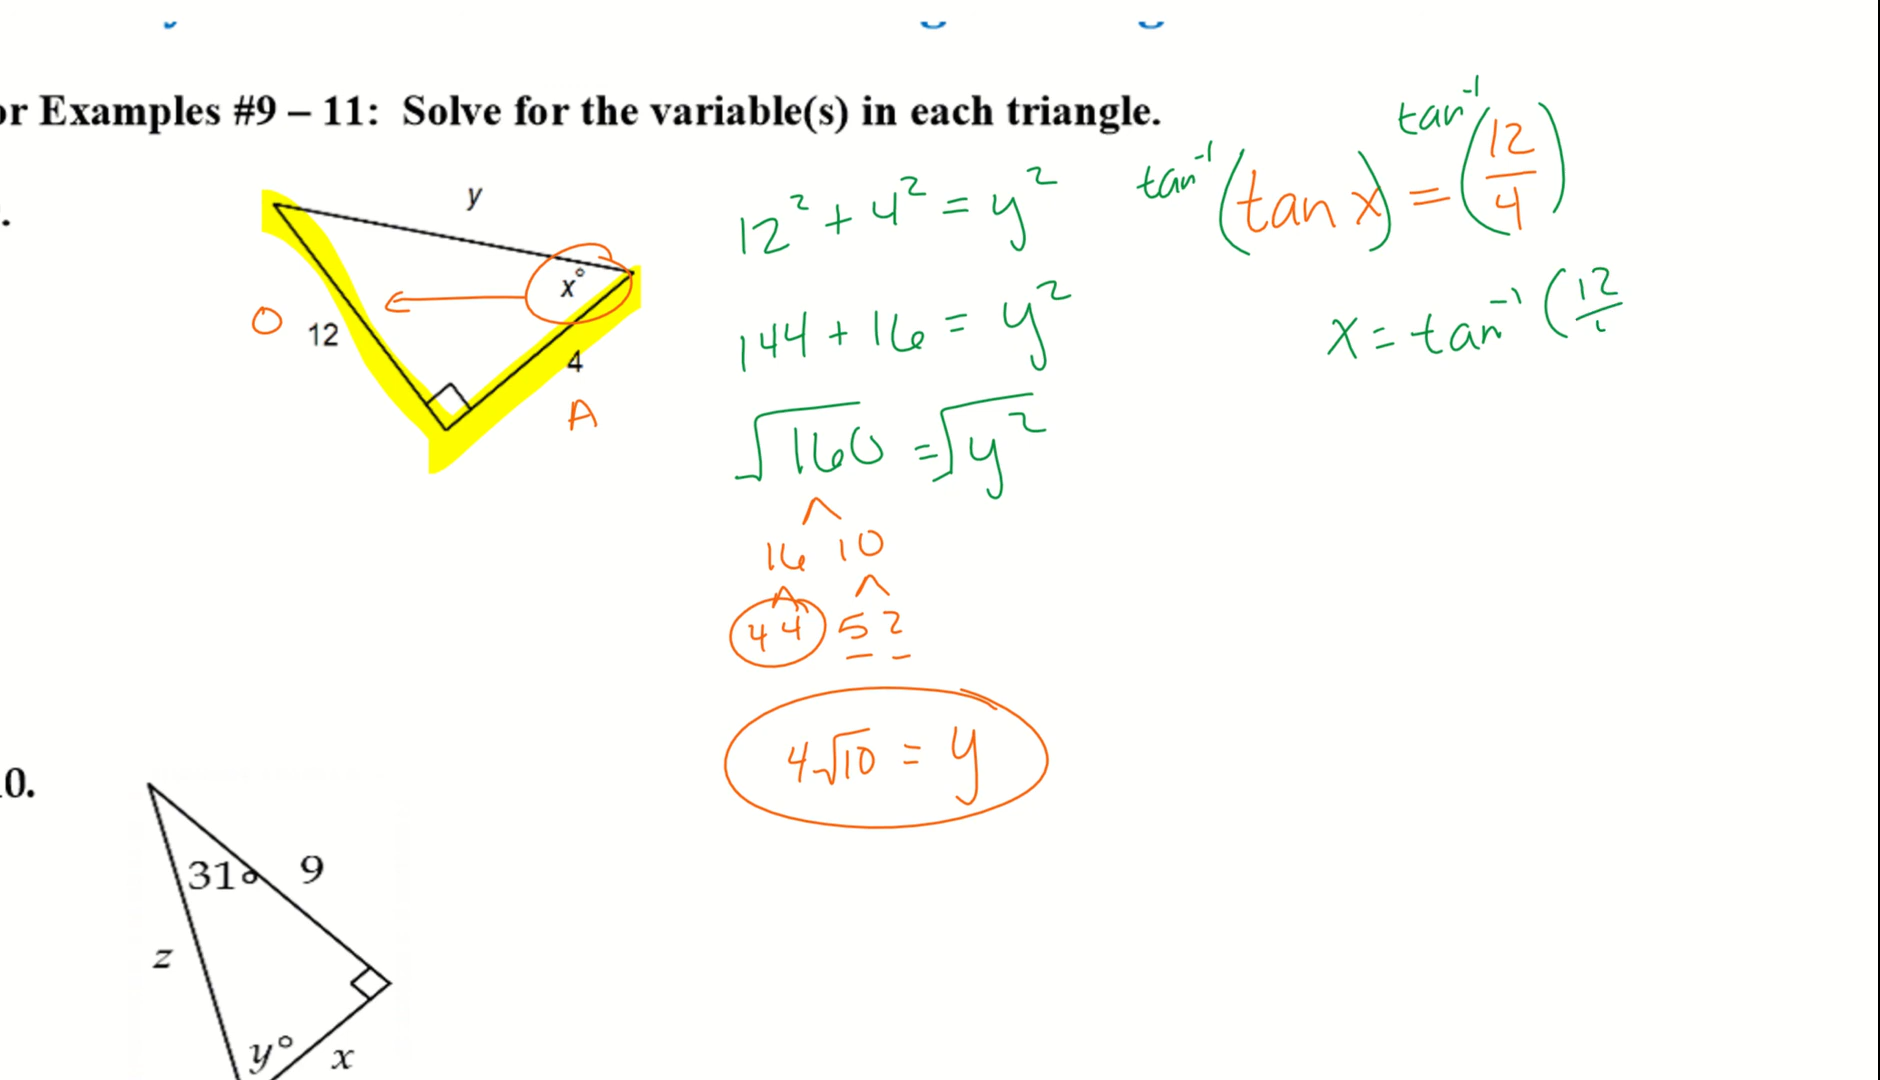 or Examples #9 – 11: Solve for the variable(s) in each triangle.
.
y
x°
O 12
4
A
12² + 4² = y²
144 + 16 = y²
√160 = √y²
16 10
4 4 5 2
4√10 = y
tan⁻¹(tan x) = tan⁻¹(12/4)
x = tan⁻¹(12/
0.
31°
9
z
y°
x